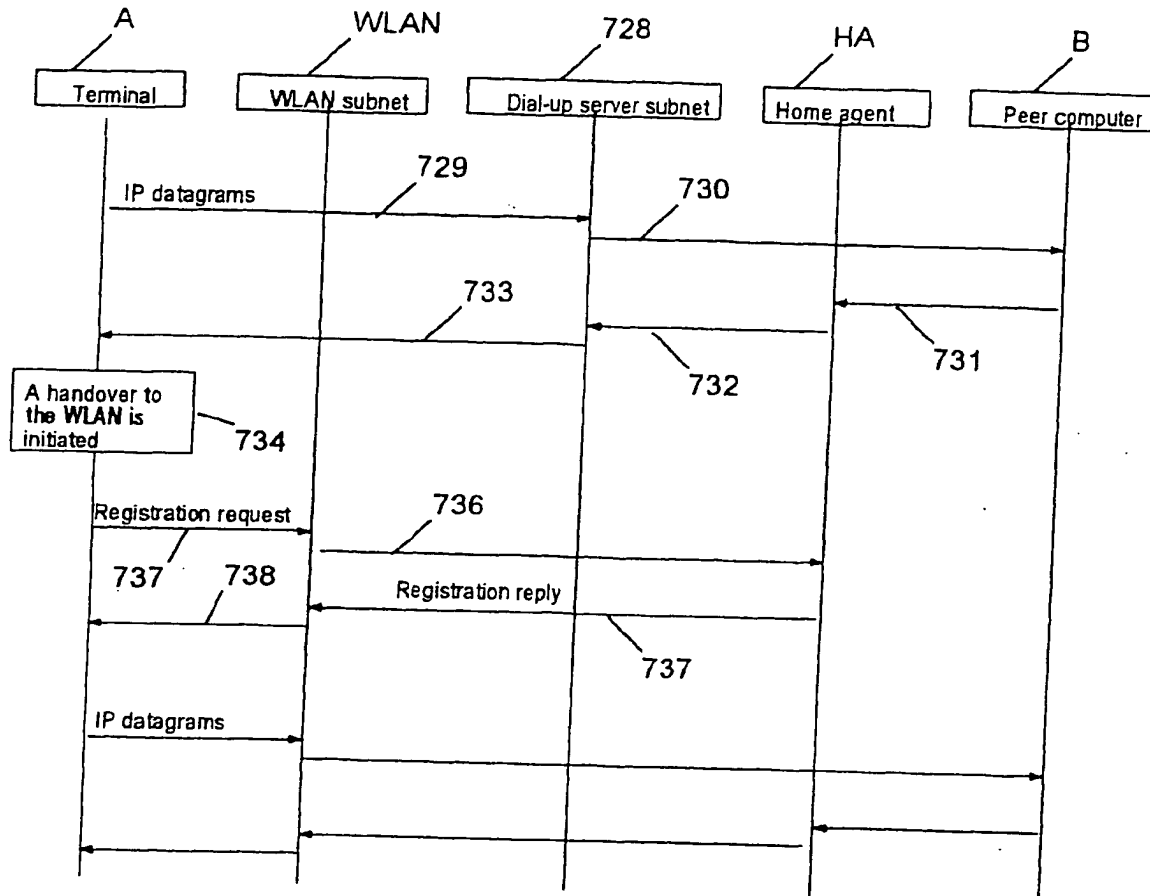 A
WLAN
728
HA
B
Terminal
WLAN subnet
Dial-up server subnet
Home agent
Peer computer
729
IP datagrams
730
733
731
732
A handover to
the WLAN is
initiated
734
Registration request
736
737
738
Registration reply
737
IP datagrams